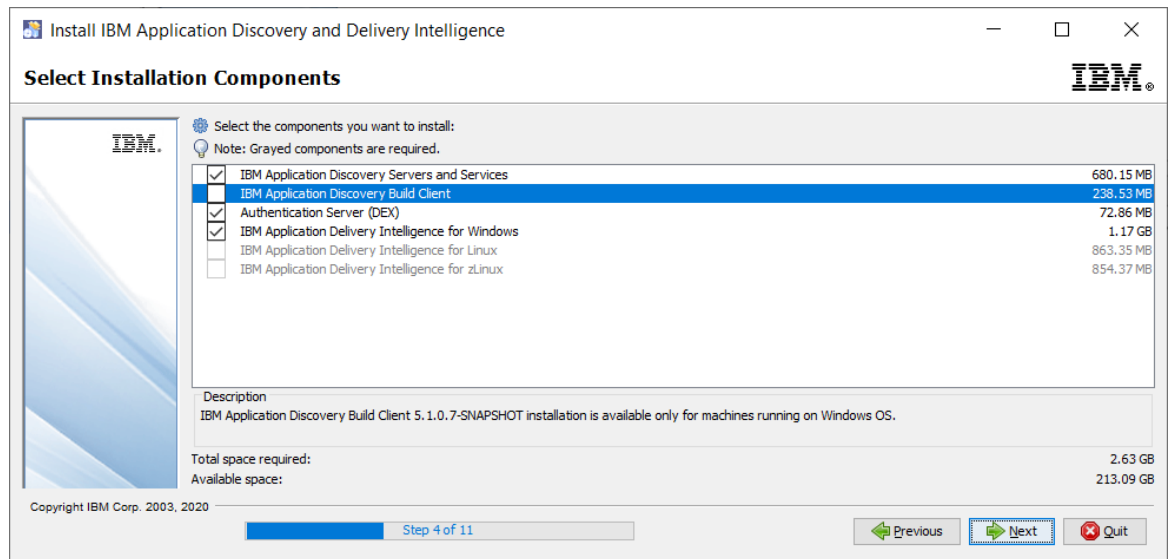 Install IBM Application Discovery and Delivery Intelligence
Select Installation Components
IBM®
IBM.
Select the components you want to install:
Note: Grayed components are required.
IBM Application Discovery Servers and Services 680.15 MB
IBM Application Discovery Build Client 238.53 MB
Authentication Server (DEX) 72.86 MB
IBM Application Delivery Intelligence for Windows 1.17 GB
IBM Application Delivery Intelligence for Linux 863.35 MB
IBM Application Delivery Intelligence for zLinux 854.37 MB
Description
IBM Application Discovery Build Client 5.1.0.7-SNAPSHOT installation is available only for machines running on Windows OS.
Total space required: 2.63 GB
Available space: 213.09 GB
Copyright IBM Corp. 2003, 2020
Step 4 of 11
Previous Next Quit